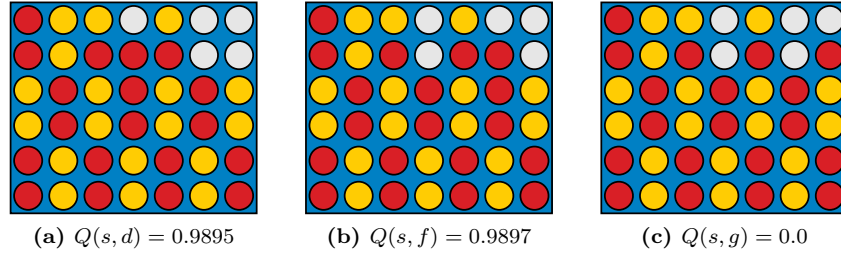 (a) Q(s, d) = 0.9895
(b) Q(s, f) = 0.9897
(c) Q(s, g) = 0.0